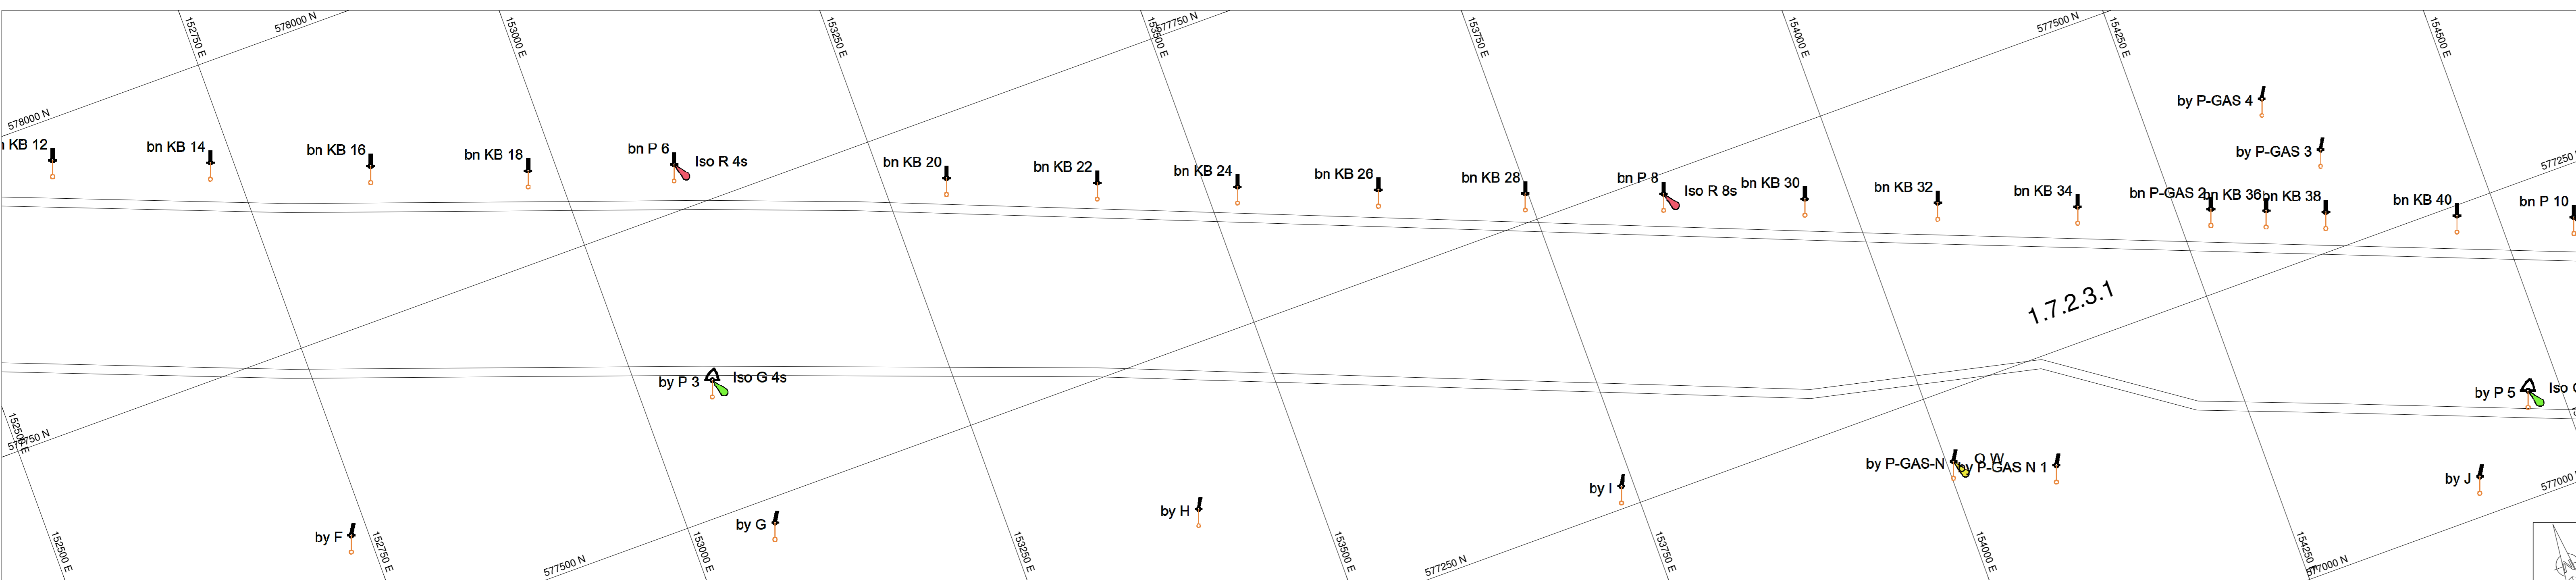 152750 E
578000 N
153000 E
153250 E
153500 E
577750 N
153750 E
154000 E
577500 N
154250 E
154500 E
578000 N
by P-GAS 4
by P-GAS 3
577250 N
KB 12
bn KB 14
bn KB 16
bn KB 18
bn P 6
Iso R 4s
bn KB 20
bn KB 22
bn KB 24
bn KB 26
bn KB 28
bn P 8
Iso R 8s
bn KB 30
bn KB 32
bn KB 34
bn P-GAS 2
bn KB 36
bn KB 38
bn KB 40
bn P 10
1.7.2.3.1
by P 3
Iso G 4s
by P 5
Iso
152500 E
577750 N
by P-GAS-N
Q W
by P-GAS N 1
by J
577000 N
by I
by H
by G
by F
152500 E
152750 E
577500 N
153000 E
153250 E
153500 E
577250 N
153750 E
154000 E
154250 E
577000 N